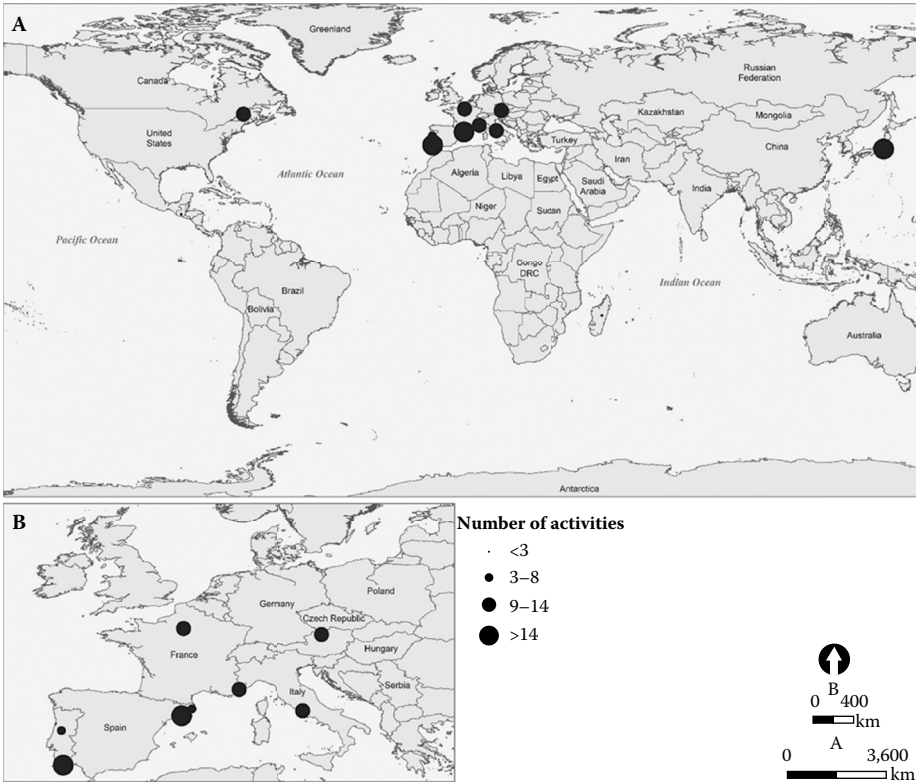 A
Greenland
Canada
Russian
Federation
United
States
Kazakhstan
Mongolia
Turkey
China
Iran
Atlantic Ocean
Algeria
Libya
Egypt
Saudi
Arabia
India
Niger
Sucan
Pacific Ocean
Congo
DRC
Indian Ocean
Brazil
Bolivia
Australia
Antarctica
B
Poland
Germany
Czech Republic
France
Hungary
Serbia
Italy
Spain
Number of activities
<3
3–8
9–14
>14
B
0 400
km
A
0 3,600
km